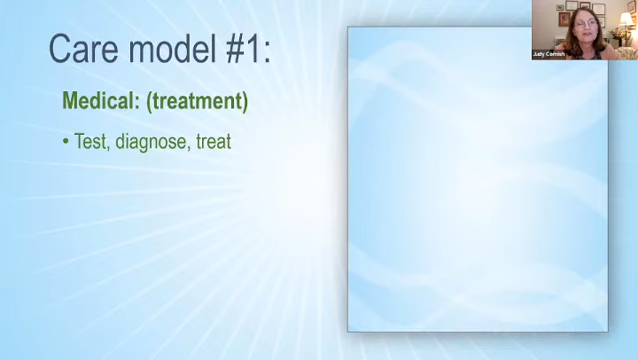 Care model #1:
Medical: (treatment)
• Test, diagnose, treat
Judy Cornish